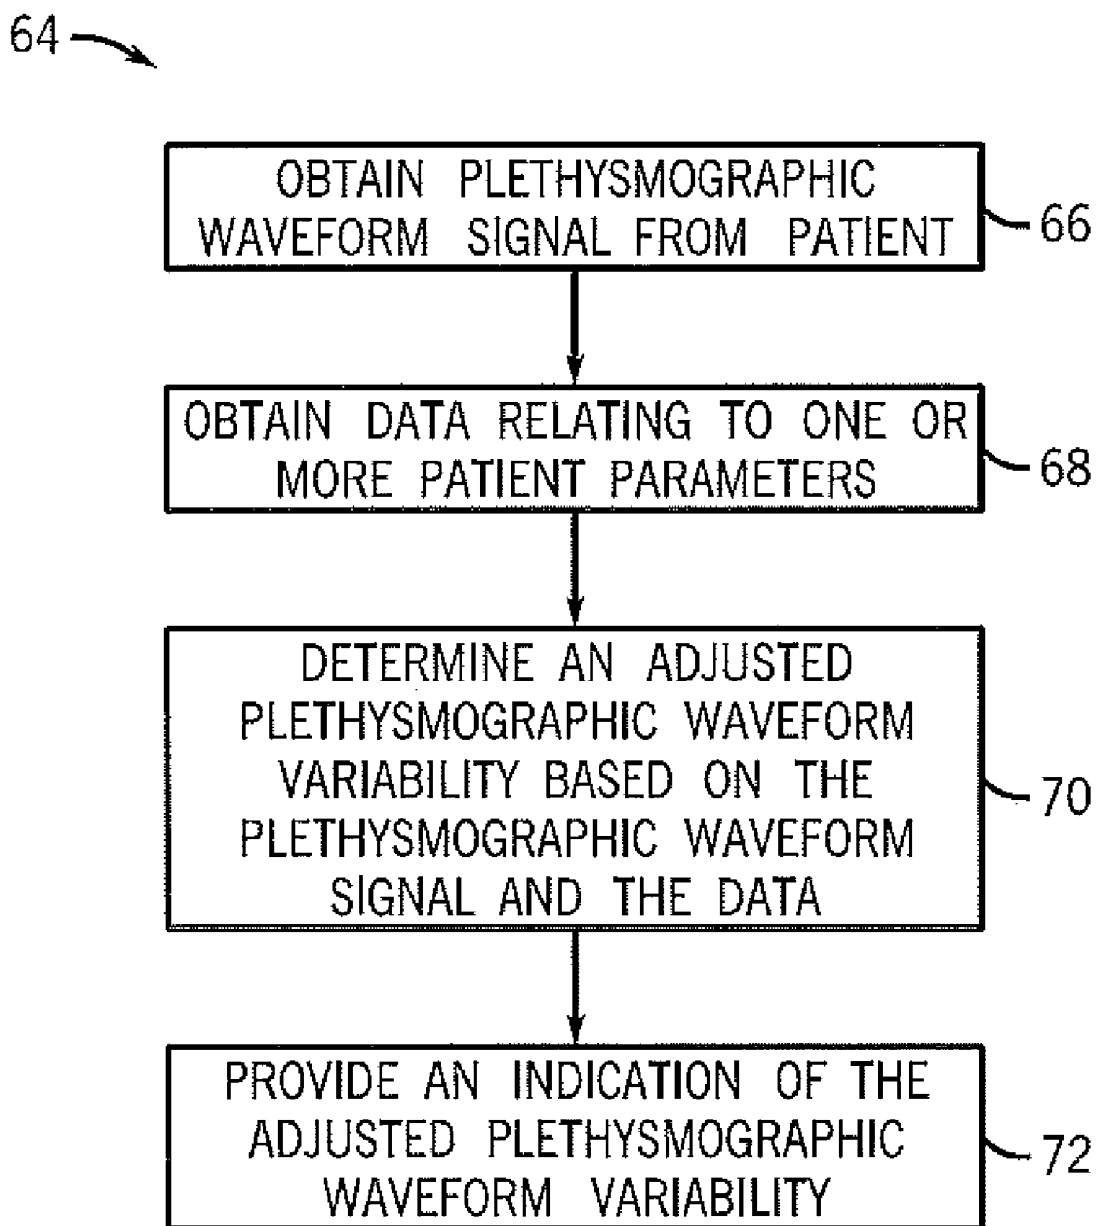 64
OBTAIN PLETHYSMOGRAPHIC
WAVEFORM SIGNAL FROM PATIENT
66
OBTAIN DATA RELATING TO ONE OR
MORE PATIENT PARAMETERS
68
DETERMINE AN ADJUSTED
PLETHYSMOGRAPHIC WAVEFORM
VARIABILITY BASED ON THE
PLETHYSMOGRAPHIC WAVEFORM
SIGNAL AND THE DATA
70
PROVIDE AN INDICATION OF THE
ADJUSTED PLETHYSMOGRAPHIC
WAVEFORM VARIABILITY
72